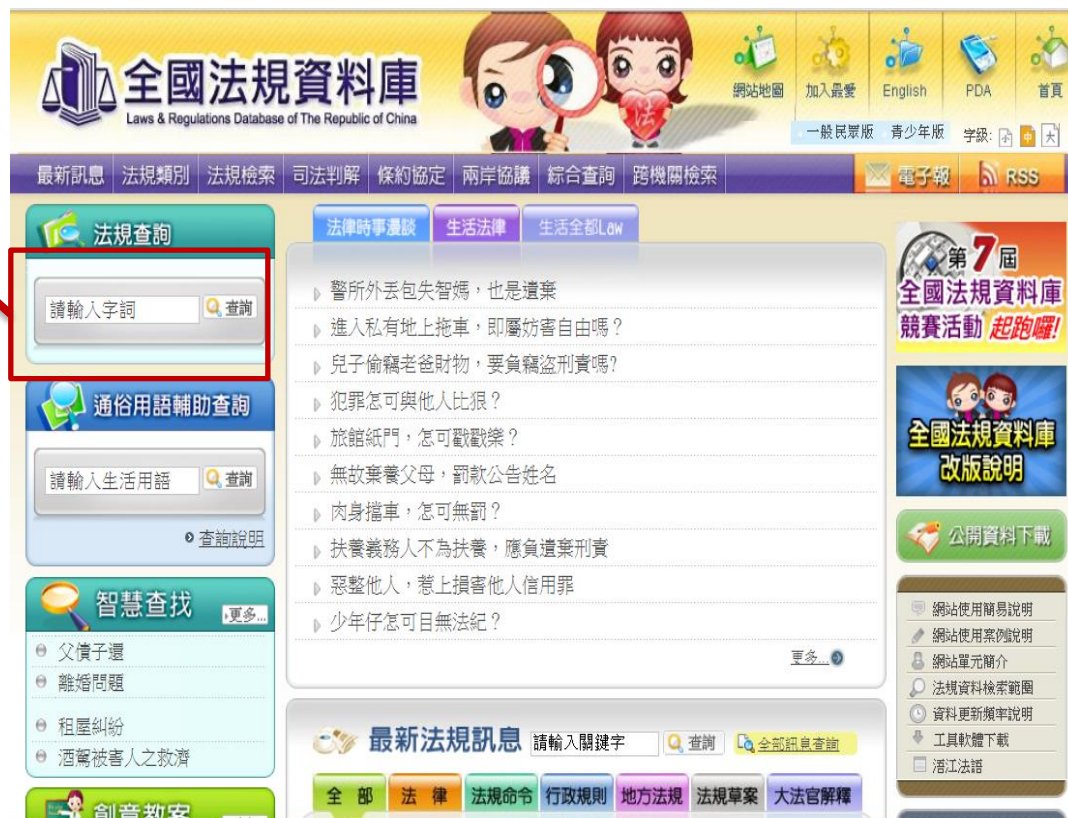 全國法規資料庫
Laws & Regulations Database of The Republic of China
法
網站地圖 加入最愛 English PDA 首頁
一般民眾版 青少年版 字級: 小 中 大
最新訊息 法規類別 法規檢索 司法判解 條約協定 兩岸協議 綜合查詢 跨機關檢索 電子報 RSS
法規查詢
請輸入字詞 查詢
通俗用語輔助查詢
請輸入生活用語 查詢
查詢說明
智慧查找 更多...
父債子還
離婚問題
租屋糾紛
酒駕被害人之救濟
創意教案
法律時事漫談 生活法律 生活全都Law
警所外丟包失智媽，也是遺棄
進入私有地上拖車，即屬妨害自由嗎？
兒子偷竊老爸財物，要負竊盜刑責嗎?
犯罪怎可與他人比狠？
旅館紙門，怎可戳戳樂？
無故棄養父母，罰款公告姓名
肉身擋車，怎可無罰？
扶養義務人不為扶養，應負遺棄刑責
惡整他人，惹上損害他人信用罪
少年仔怎可目無法紀？
更多...
最新法規訊息 請輸入關鍵字 查詢 全部訊息查詢
全 部 法 律 法規命令 行政規則 地方法規 法規草案 大法官解釋
第7屆
全國法規資料庫
競賽活動 起跑囉!
全國法規資料庫
改版說明
公開資料下載
網站使用簡易說明
網站使用案例說明
網站單元簡介
法規資料檢索範圍
資料更新頻率說明
工具軟體下載
浯江法語